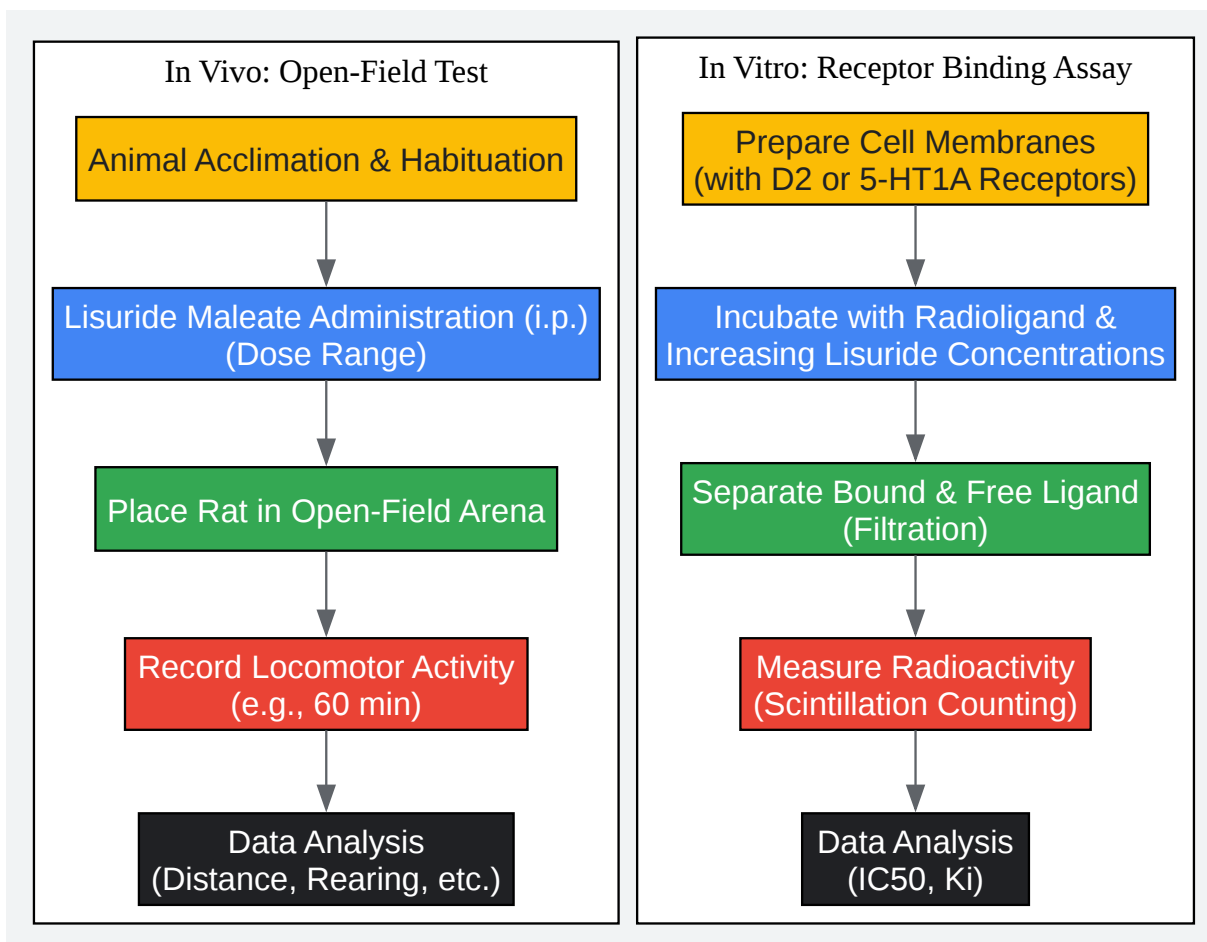 In Vivo: Open-Field Test
Animal Acclimation & Habituation
Lisuride Maleate Administration (i.p.)
(Dose Range)
Place Rat in Open-Field Arena
Record Locomotor Activity
(e.g., 60 min)
Data Analysis
(Distance, Rearing, etc.)
In Vitro: Receptor Binding Assay
Prepare Cell Membranes
(with D2 or 5-HT1A Receptors)
Incubate with Radioligand &
Increasing Lisuride Concentrations
Separate Bound & Free Ligand
(Filtration)
Measure Radioactivity
(Scintillation Counting)
Data Analysis
(IC50, Ki)